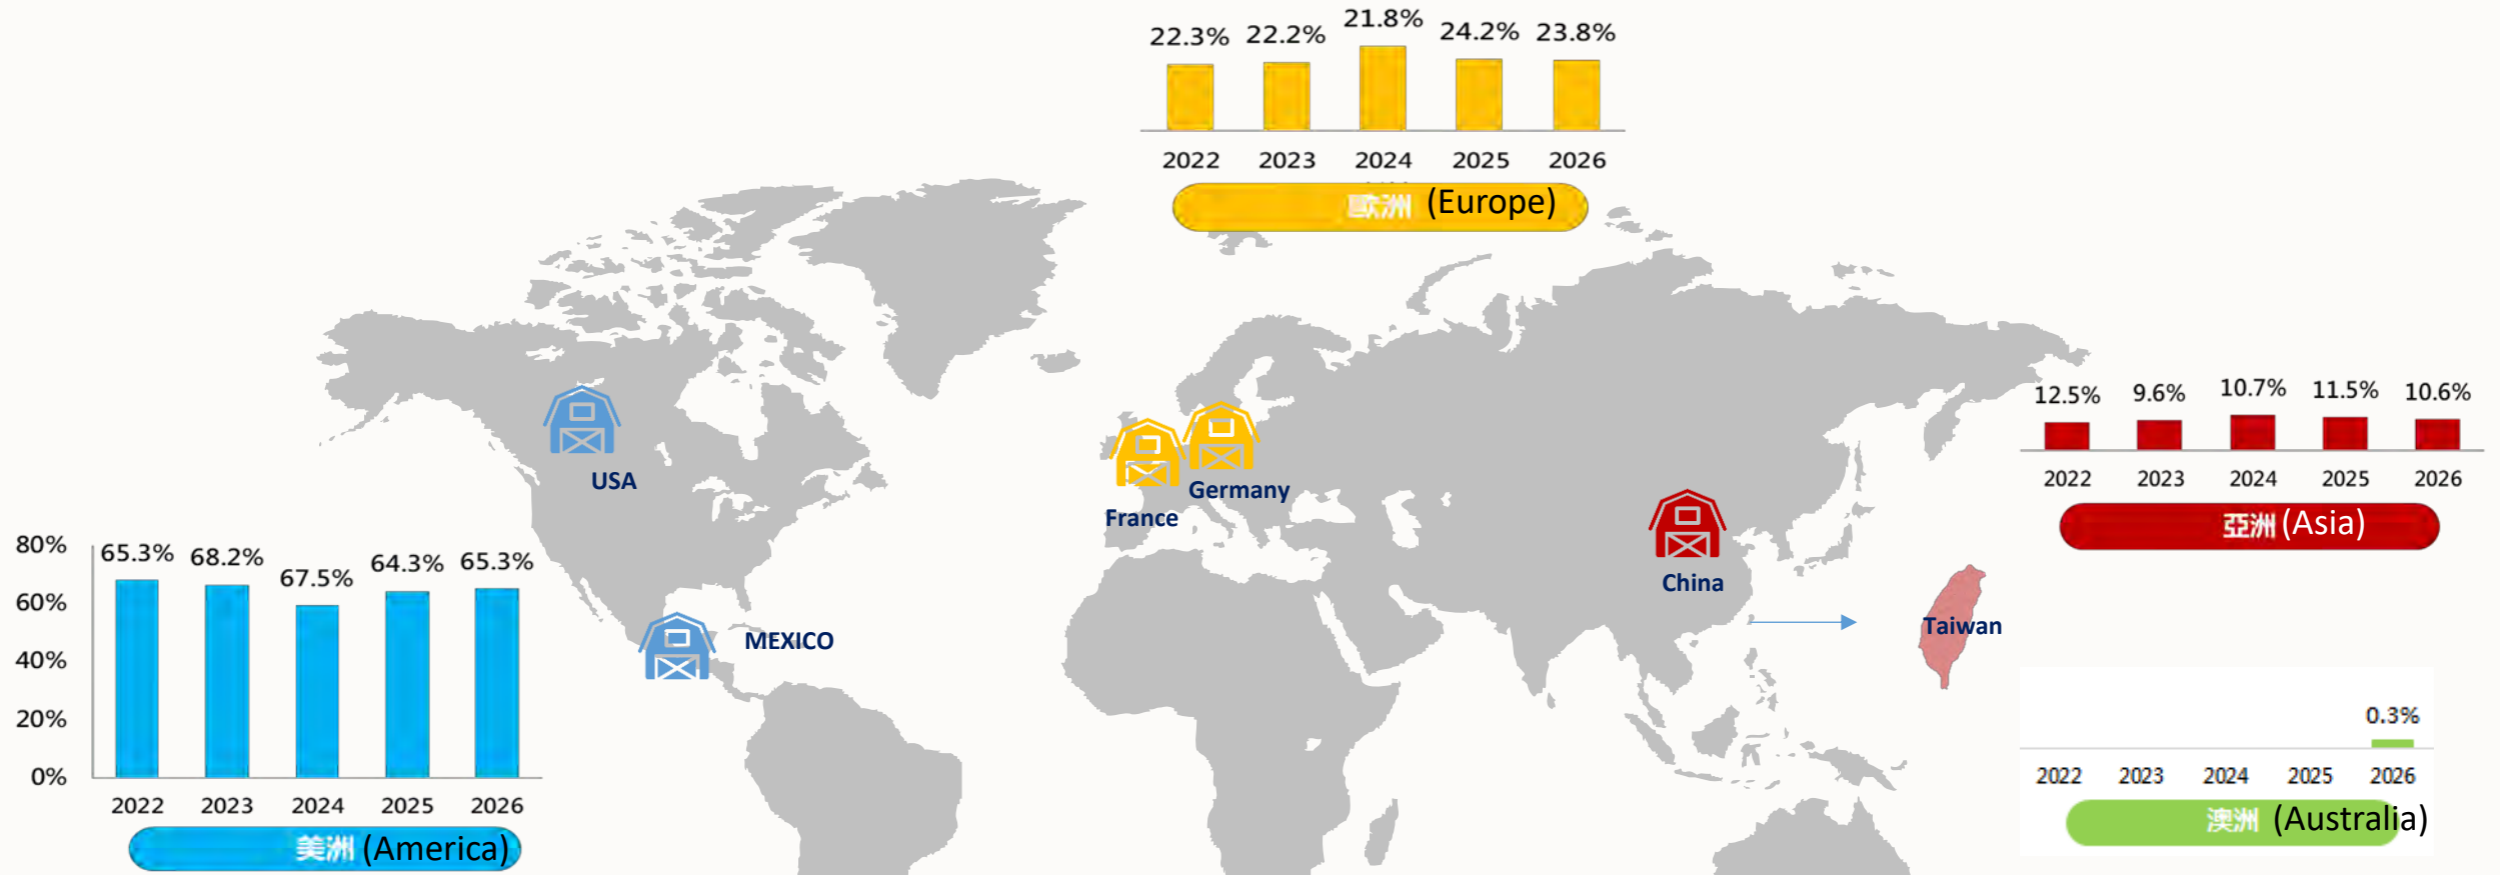 22.3% 22.2% 21.8% 24.2% 23.8%
2022 2023 2024 2025 2026
歐洲 (Europe)
USA
MEXICO
France
Germany
China
Taiwan
12.5% 9.6% 10.7% 11.5% 10.6%
2022 2023 2024 2025 2026
亞洲 (Asia)
80%
60%
40%
20%
0%
65.3% 68.2% 67.5% 64.3% 65.3%
2022 2023 2024 2025 2026
美洲 (America)
0.3%
2022 2023 2024 2025 2026
澳洲 (Australia)